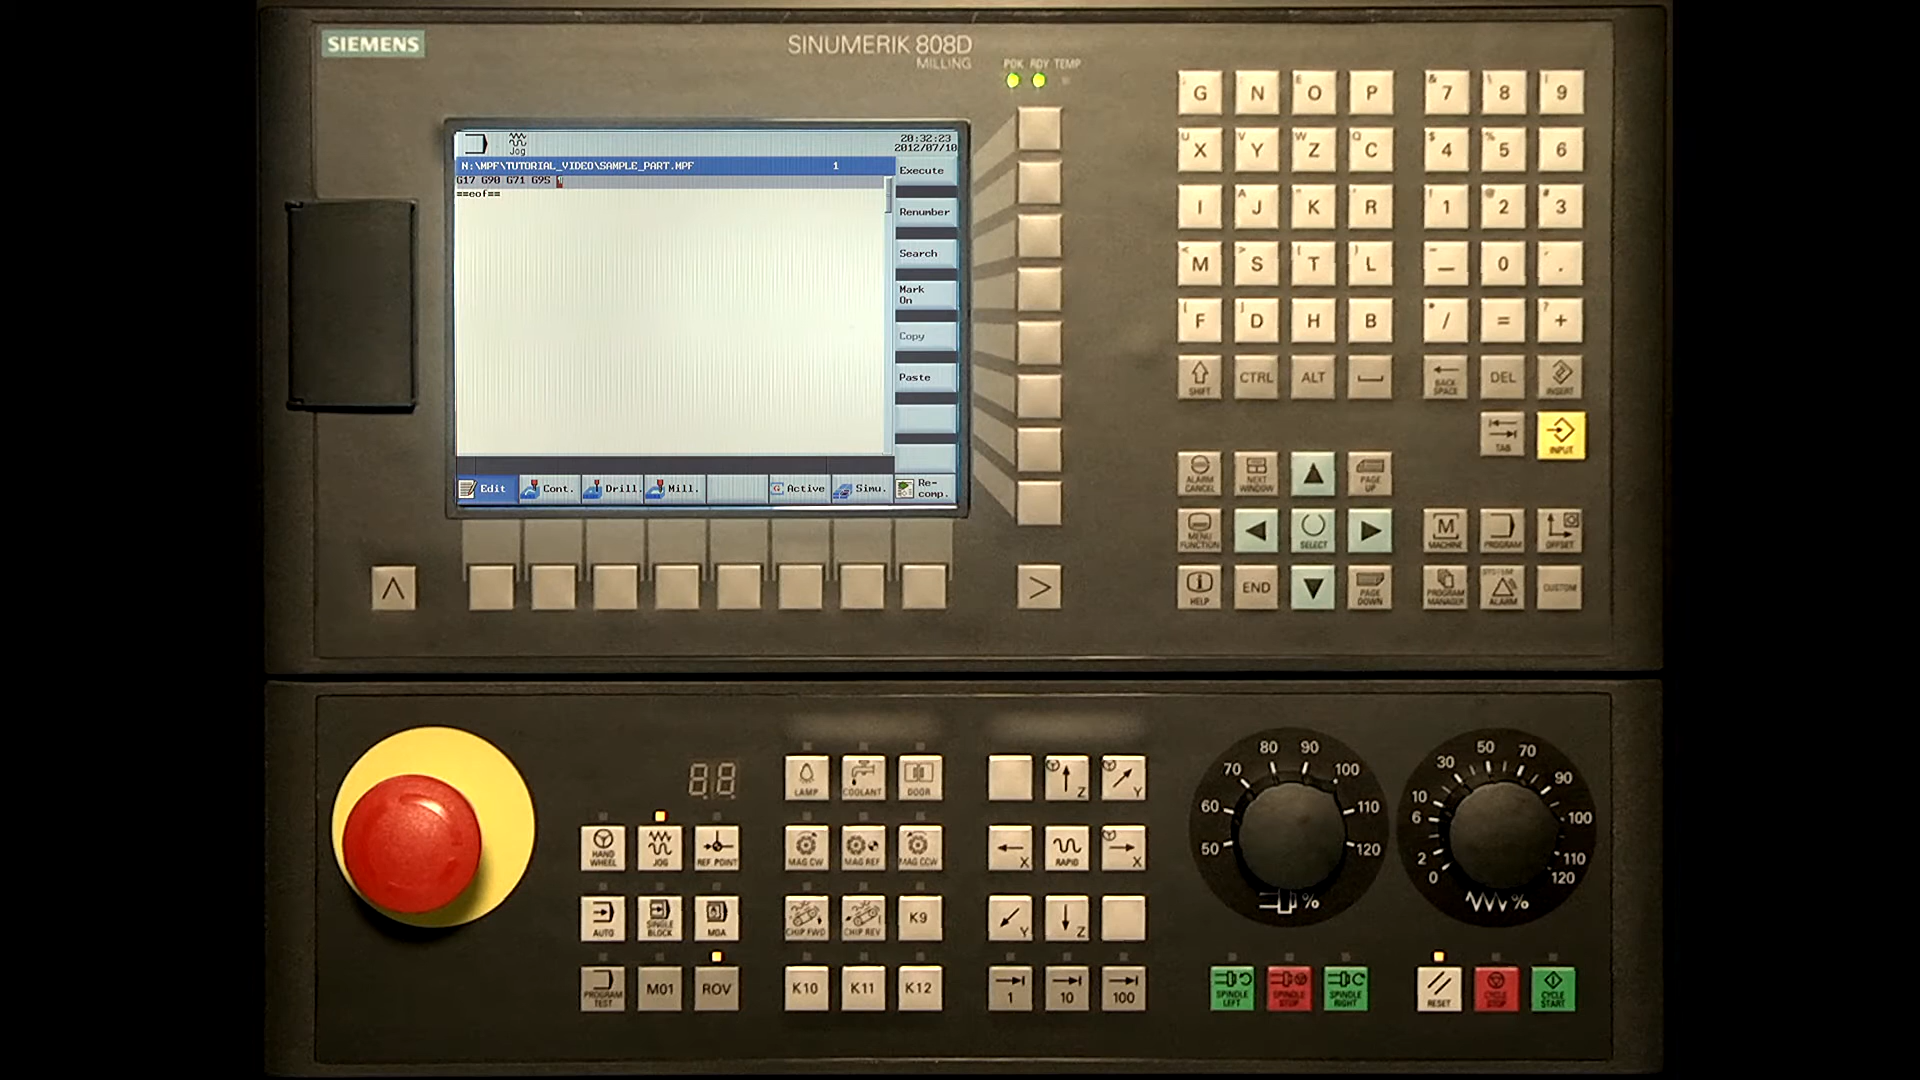 SIEMENS
SINUMERIK 808D
MILLING
POK RDY TEMP
Jog
20:32:23
2012/07/10
N:\MPF\TUTORIAL_VIDEO\SAMPLE_PART.MPF 1
G17 G90 G71 G95
==eof==
Execute
Renumber
Search
Mark
On
Copy
Paste
Edit Cont. Drill. Mill. Active Simu. Re-
comp.
G N O P 7 8 9
U X V Y W Z Q C $ 4 % 5 6
I A J K R 1 @ 2 # 3
< M > S T L _ 0 .
F D H B / = ? +
SHIFT CTRL ALT BACK SPACE DEL INSERT
TAB INPUT
ALARM CANCEL NEXT WINDOW PAGE UP
MENU FUNCTION SELECT M MACHINE PROGRAM OFFSET
HELP END PAGE DOWN PROGRAM MANAGER SYSTEM ALARM CUSTOM
LAMP COOLANT DOOR Z Y
HAND WHEEL JOG REF POINT MAG CW MAG REF MAG CCW X RAPID X
AUTO SINGLE BLOCK MDA CHIP FWD CHIP REV K9 Y Z
PROGRAM TEST M01 ROV K10 K11 K12 1 10 100
50 60 70 80 90 100 110 120 %
0 2 6 10 30 50 70 90 100 110 120 %
SPINDLE LEFT SPINDLE STOP SPINDLE RIGHT RESET CYCLE STOP CYCLE START